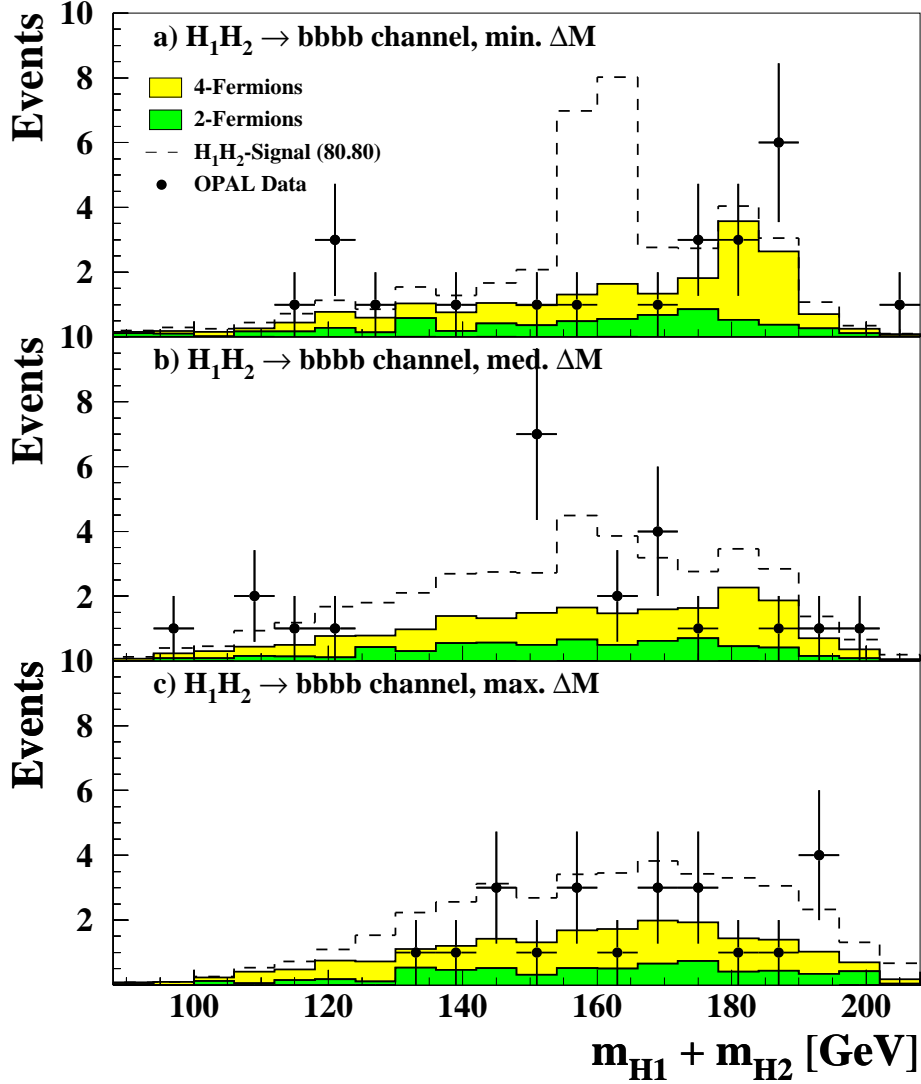 10
a) H₁H₂ → bbbb channel, min. ΔM
8
4-Fermions
2-Fermions
6
H₁H₂-Signal (80.80)
OPAL Data
4
2
Events
10
b) H₁H₂ → bbbb channel, med. ΔM
8
6
4
2
Events
10
c) H₁H₂ → bbbb channel, max. ΔM
8
6
4
2
Events
100 120 140 160 180 200
m_H1 + m_H2 [GeV]